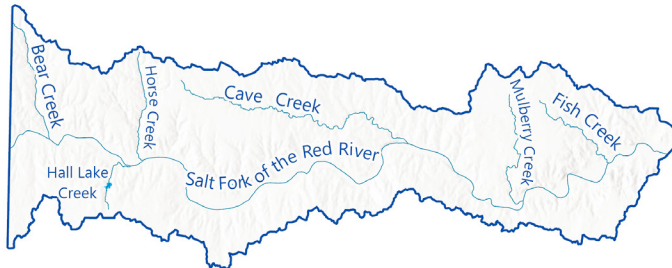 Bear Creek
Horse Creek
Cave Creek
Mulberry Creek
Fish Creek
Hall Lake
Creek
Salt Fork of the Red River